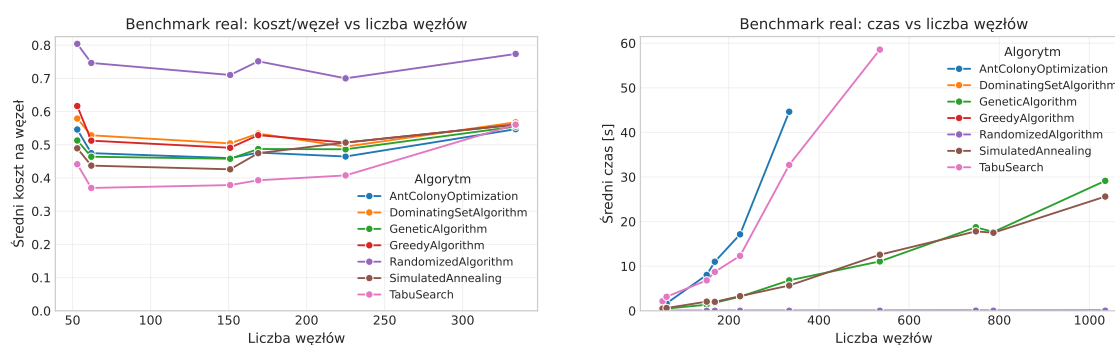 Benchmark real: koszt/węzeł vs liczba węzłów
0.8
0.7
0.6
0.5
0.4
0.3
0.2
0.1
0.0
50
100
150
200
250
300
Średni koszt na węzeł
Liczba węzłów
Algorytm
AntColonyOptimization
DominatingSetAlgorithm
GeneticAlgorithm
GreedyAlgorithm
RandomizedAlgorithm
SimulatedAnnealing
TabuSearch
Benchmark real: czas vs liczba węzłów
60
50
40
30
20
10
0
200
400
600
800
1000
Średni czas [s]
Liczba węzłów
Algorytm
AntColonyOptimization
DominatingSetAlgorithm
GeneticAlgorithm
GreedyAlgorithm
RandomizedAlgorithm
SimulatedAnnealing
TabuSearch